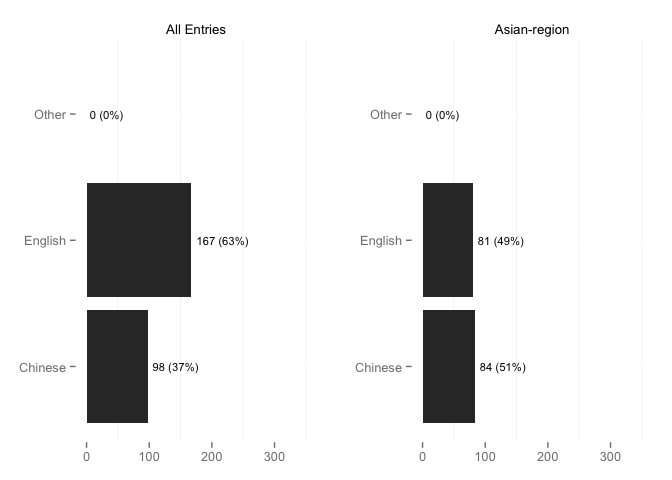 All Entries
Other
0 (0%)
English
167 (63%)
Chinese
98 (37%)
0 100 200 300
Asian-region
Other
0 (0%)
English
81 (49%)
Chinese
84 (51%)
0 100 200 300